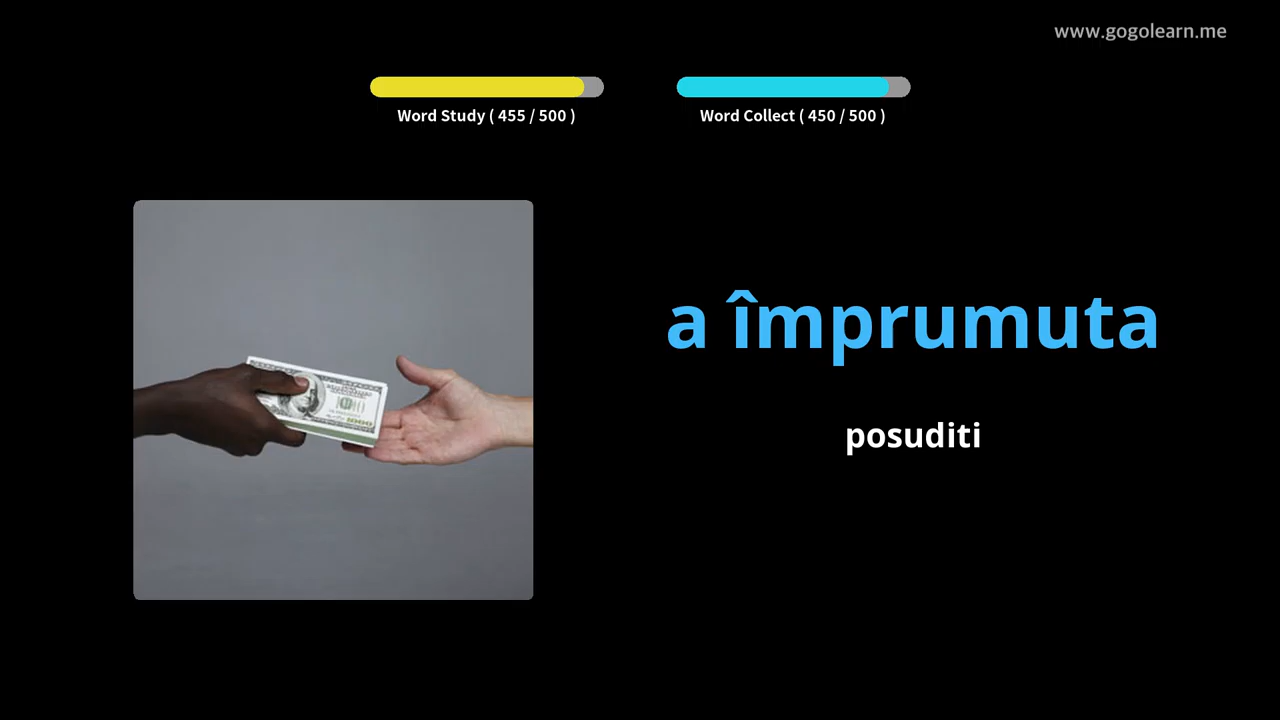 www.gogolearn.me
Word Study ( 455 / 500 )
Word Collect ( 450 / 500 )
a împrumuta
posuditi